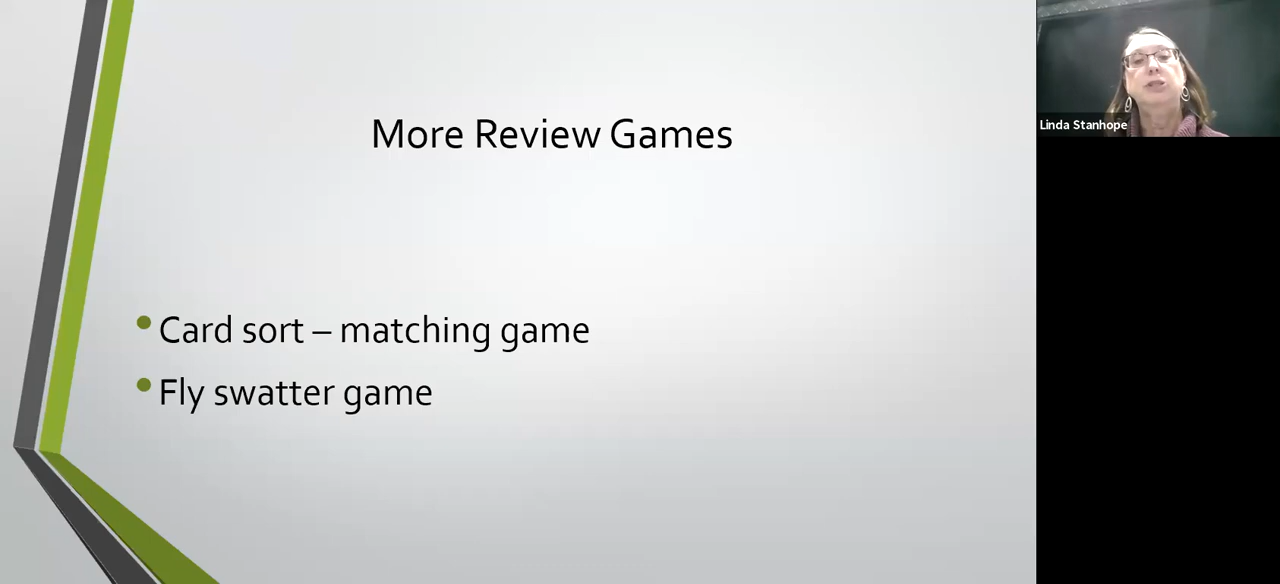 More Review Games
Linda Stanhope
• Card sort – matching game
• Fly swatter game